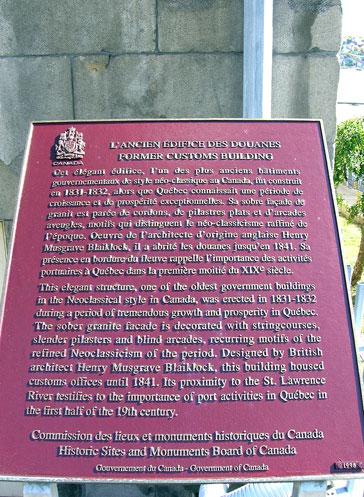 CANADA
L'ANCIEN ÉDIFICE DES DOUANES
FORMER CUSTOMS BUILDING
Cet élégant édifice, l'un des plus anciens bâtiments
gouvernementaux de style néo-classique au Canada, fut construit
en 1831-1832, alors que Québec connaissait une période de
croissance et de prospérité exceptionnelles. Sa sobre façade de
granit est parée de cordons, de pilastres plats et d'arcades
aveugles, motifs qui distinguent le néo-classicisme raffiné de
l'époque. Oeuvre de l'architecte d'origine anglaise Henry
Musgrave Blaiklock, il a abrité les douanes jusqu'en 1841. Sa
présence en bordure du fleuve rappelle l'importance des activités
portuaires à Québec dans la première moitié du XIXe siècle.
This elegant structure, one of the oldest government buildings
in the Neoclassical style in Canada, was erected in 1831-1832
during a period of tremendous growth and prosperity in Québec.
The sober granite facade is decorated with stringcourses,
slender pilasters and blind arcades, recurring motifs of the
refined Neoclassicism of the period. Designed by British
architect Henry Musgrave Blaiklock, this building housed
customs offices until 1841. Its proximity to the St. Lawrence
River testifies to the importance of port activities in Québec in
the first half of the 19th century.
Commission des lieux et monuments historiques du Canada
Historic Sites and Monuments Board of Canada
Gouvernement du Canada - Government of Canada
©1998